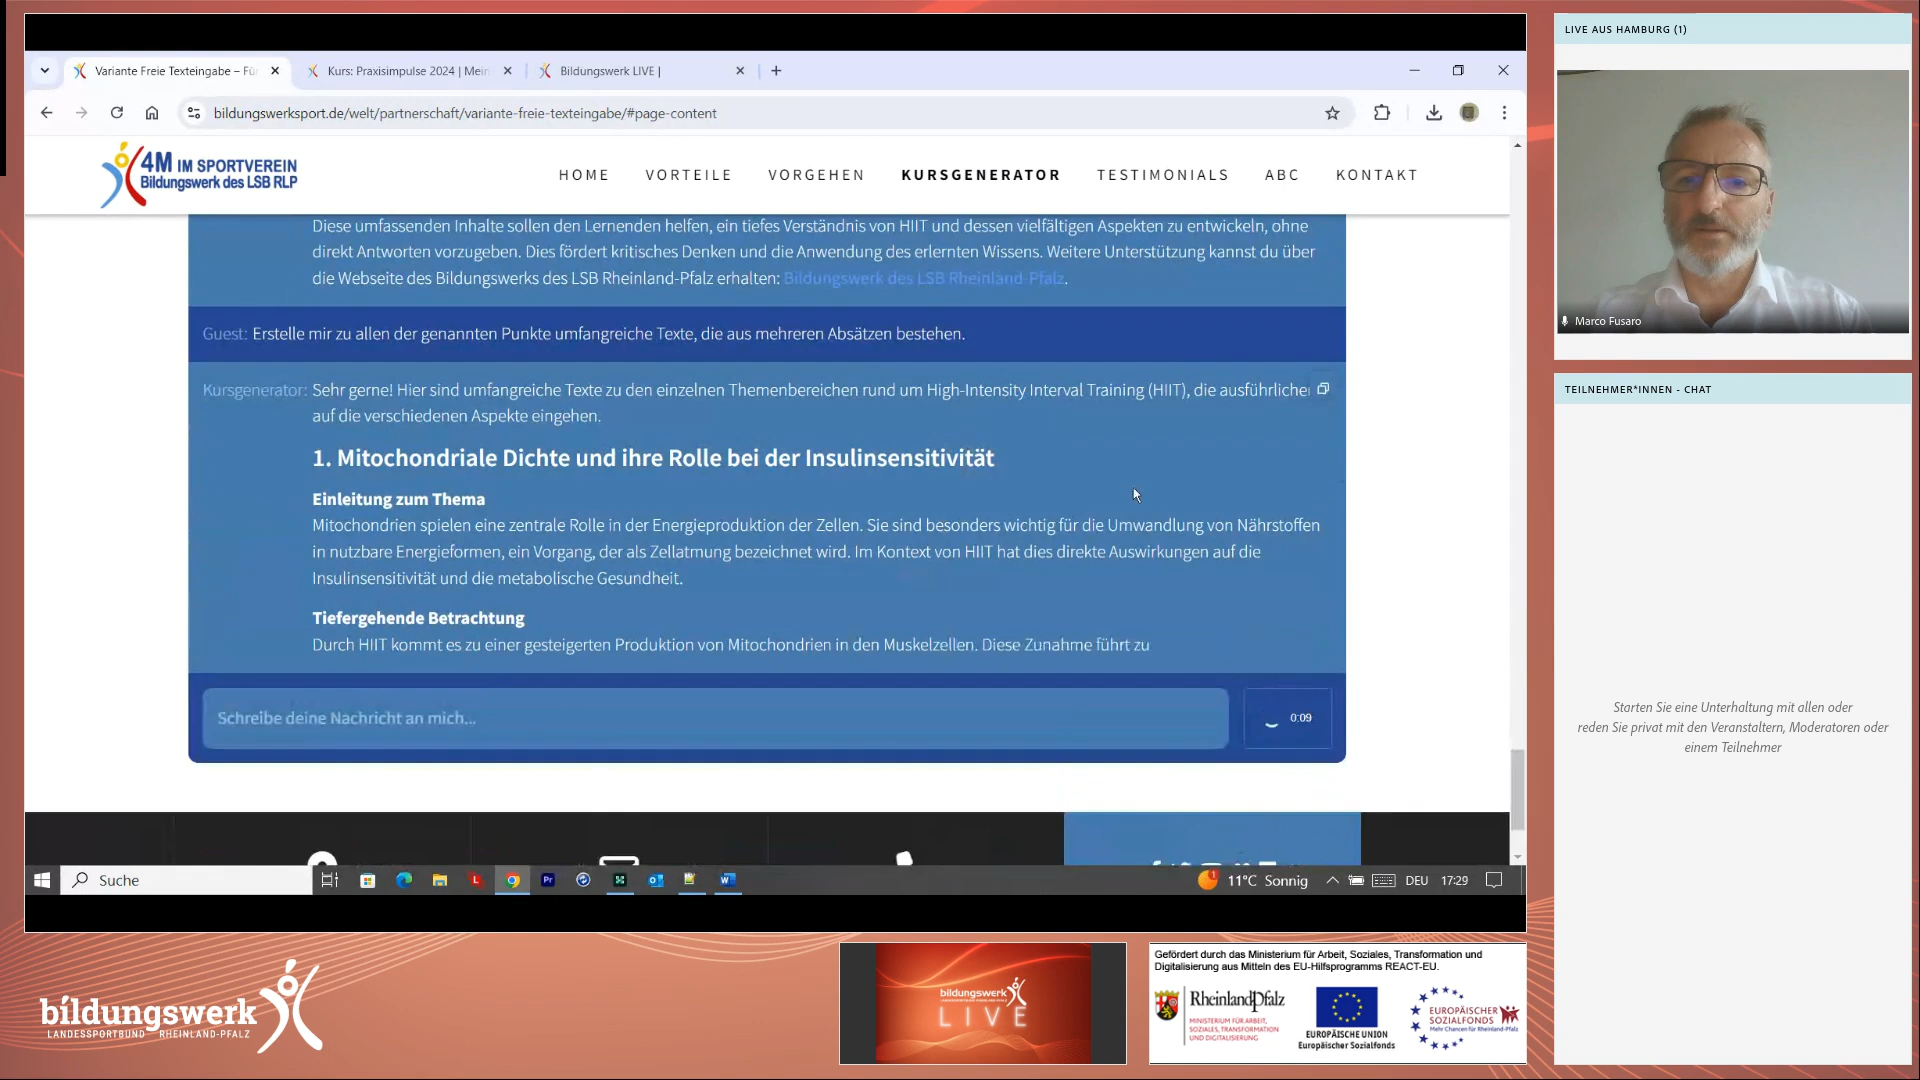 Variante Freie Texteingabe – Fü
Kurs: Praxisimpulse 2024 | Mein
Bildungswerk LIVE |
bildungswerksport.de/welt/partnerschaft/variante-freie-texteingabe/#page-content
4M IM SPORTVEREIN
Bildungswerk des LSB RLP
HOME VORTEILE VORGEHEN KURSGENERATOR TESTIMONIALS ABC KONTAKT
Diese umfassenden Inhalte sollen den Lernenden helfen, ein tiefes Verständnis von HIIT und dessen vielfältigen Aspekten zu entwickeln, ohne
direkt Antworten vorzugeben. Dies fördert kritisches Denken und die Anwendung des erlernten Wissens. Weitere Unterstützung kannst du über
die Webseite des Bildungswerks des LSB Rheinland-Pfalz erhalten: Bildungswerk des LSB Rheinland-Pfalz.
Guest: Erstelle mir zu allen der genannten Punkte umfangreiche Texte, die aus mehreren Absätzen bestehen.
Kursgenerator: Sehr gerne! Hier sind umfangreiche Texte zu den einzelnen Themenbereichen rund um High-Intensity Interval Training (HIIT), die ausführlicher
auf die verschiedenen Aspekte eingehen.
1. Mitochondriale Dichte und ihre Rolle bei der Insulinsensitivität
Einleitung zum Thema
Mitochondrien spielen eine zentrale Rolle in der Energieproduktion der Zellen. Sie sind besonders wichtig für die Umwandlung von Nährstoffen
in nutzbare Energieformen, ein Vorgang, der als Zellatmung bezeichnet wird. Im Kontext von HIIT hat dies direkte Auswirkungen auf die
Insulinsensitivität und die metabolische Gesundheit.
Tiefergehende Betrachtung
Durch HIIT kommt es zu einer gesteigerten Produktion von Mitochondrien in den Muskelzellen. Diese Zunahme führt zu
Schreibe deine Nachricht an mich...
0:09
Suche
Pr
1
11°C Sonnig
DEU
17:29
LIVE AUS HAMBURG (1)
Marco Fusaro
TEILNEHMER*INNEN - CHAT
Starten Sie eine Unterhaltung mit allen oder
reden Sie privat mit den Veranstaltern, Moderatoren oder
einem Teilnehmer
bildungswerk
LANDESSPORTBUND RHEINLAND-PFALZ
bildungswerk
LIVE
Gefördert durch das Ministerium für Arbeit, Soziales, Transformation und
Digitalisierung aus Mitteln des EU-Hilfsprogramms REACT-EU.
RheinlandPfalz
MINISTERIUM FÜR ARBEIT,
SOZIALES, TRANSFORMATION
UND DIGITALISIERUNG
EUROPÄISCHE UNION
Europäischer Sozialfonds
EUROPÄISCHER
SOZIALFONDS
Mehr Chancen für Rheinland-Pfalz